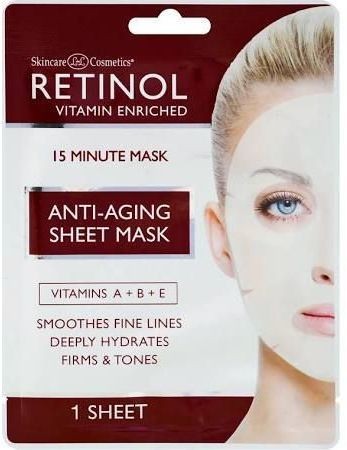 Skincare LdeL Cosmetics®
RETINOL
VITAMIN ENRICHED
15 MINUTE MASK
ANTI-AGING
SHEET MASK
VITAMINS A + B + E
SMOOTHES FINE LINES
DEEPLY HYDRATES
FIRMS & TONES
1 SHEET